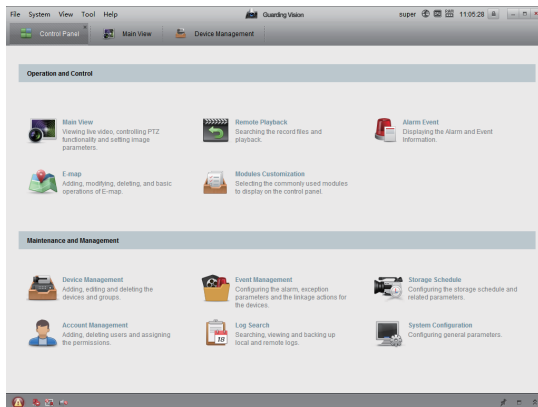 File System View Tool Help Guarding Vision super 11:05:28
Control Panel Main View Device Management
Operation and Control
Main View
Viewing live video, controlling PTZ
functionality and setting image
parameters.
Remote Playback
Searching the record files and
playback.
Alarm Event
Displaying the Alarm and Event
Information.
E-map
Adding, modifying, deleting, and basic
operations of E-map.
Modules Customization
Selecting the commonly used modules
to display on the control panel.
Maintenance and Management
Device Management
Adding, editing and deleting the
devices and groups.
Event Management
Configuring the alarm, exception
parameters and the linkage actions for
the devices.
Storage Schedule
Configuring the storage schedule and
related parameters.
Account Management
Adding, deleting users and assigning
the permissions.
Log Search
Searching, viewing and backing up
local and remote logs.
18
System Configuration
Configuring general parameters.